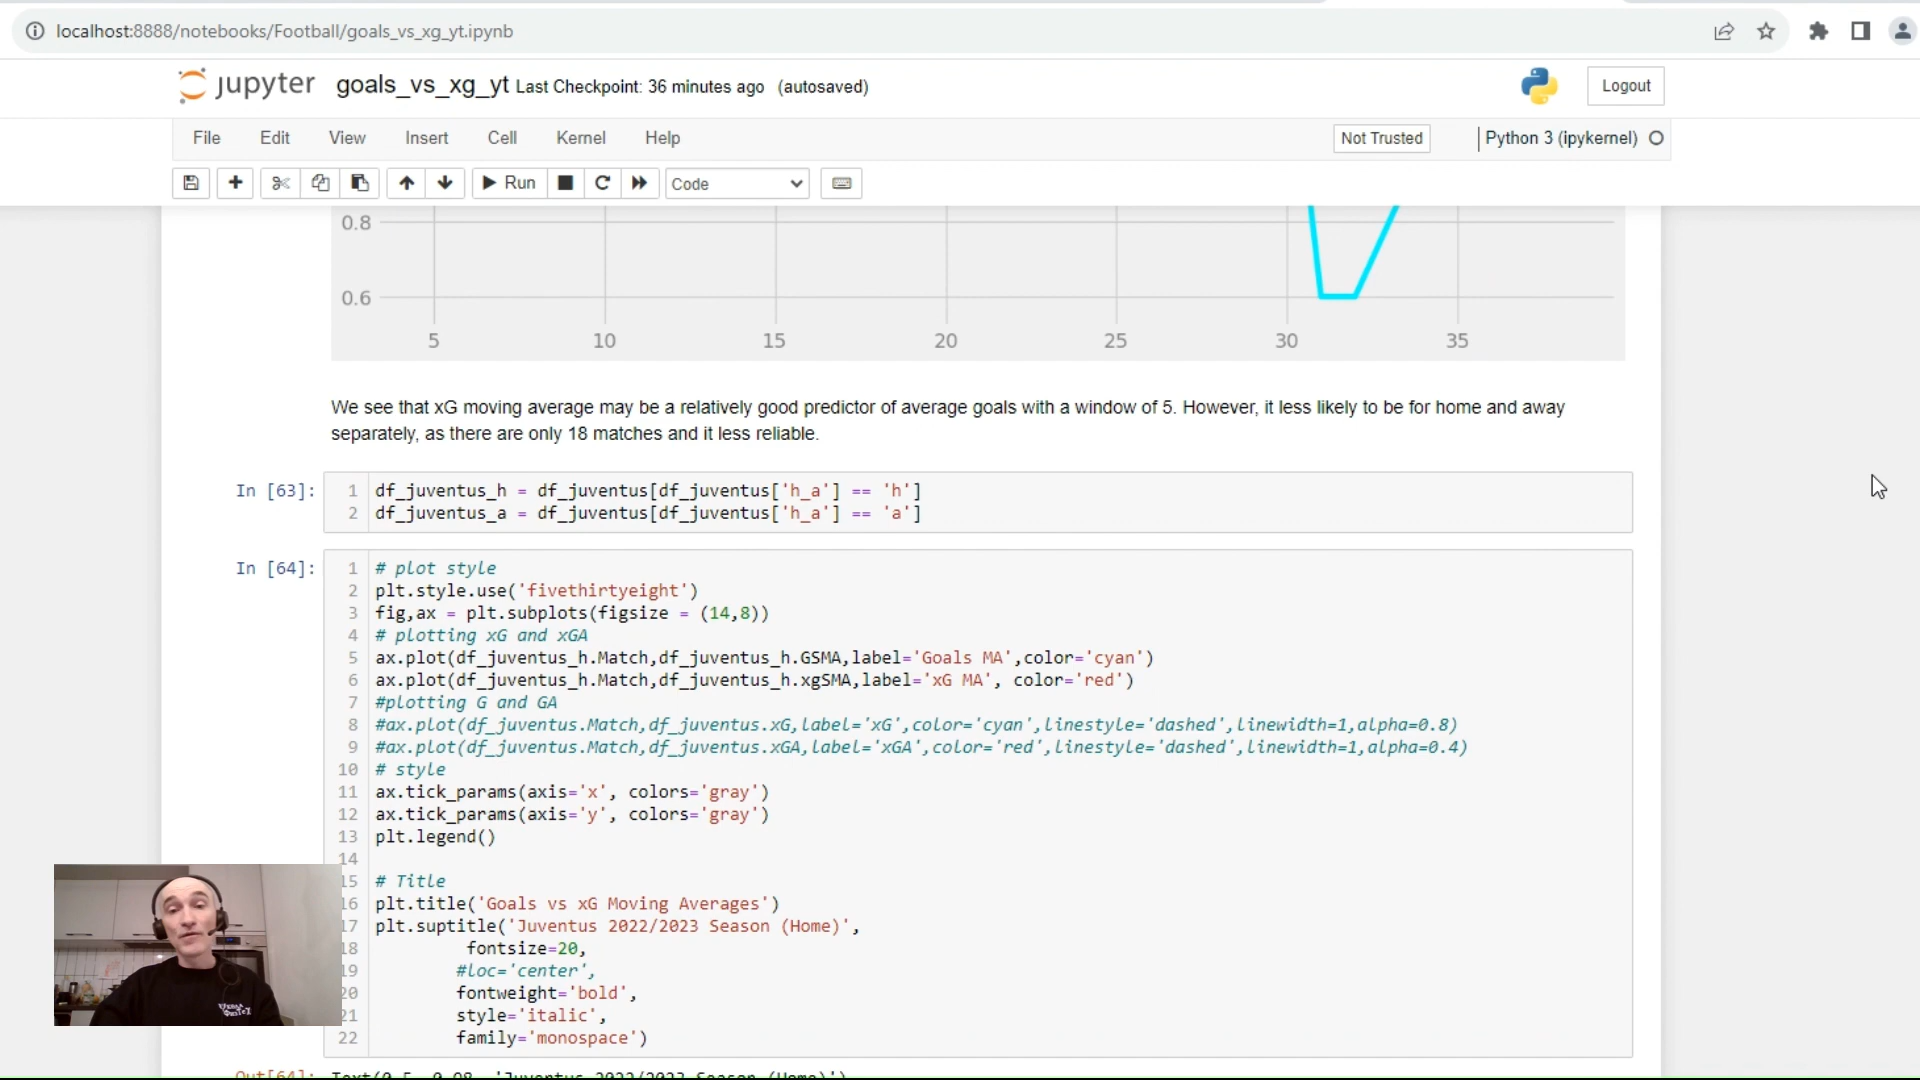 localhost:8888/notebooks/Football/goals_vs_xg_yt.ipynb
jupyter goals_vs_xg_yt Last Checkpoint: 36 minutes ago (autosaved)
Logout
File Edit View Insert Cell Kernel Help
Not Trusted
Python 3 (ipykernel)
Run
Code
0.8
0.6
5 10 15 20 25 30 35
We see that xG moving average may be a relatively good predictor of average goals with a window of 5. However, it less likely to be for home and away
separately, as there are only 18 matches and it less reliable.
In [63]:
1 df_juventus_h = df_juventus[df_juventus['h_a'] == 'h']
2 df_juventus_a = df_juventus[df_juventus['h_a'] == 'a']
In [64]:
1 # plot style
2 plt.style.use('fivethirtyeight')
3 fig,ax = plt.subplots(figsize = (14,8))
4 # plotting xG and xGA
5 ax.plot(df_juventus_h.Match,df_juventus_h.GSMA,label='Goals MA',color='cyan')
6 ax.plot(df_juventus_h.Match,df_juventus_h.xgSMA,label='xG MA', color='red')
7 #plotting G and GA
8 #ax.plot(df_juventus.Match,df_juventus.xG,label='xG',color='cyan',linestyle='dashed',linewidth=1,alpha=0.8)
9 #ax.plot(df_juventus.Match,df_juventus.xGA,label='xGA',color='red',linestyle='dashed',linewidth=1,alpha=0.4)
10 # style
11 ax.tick_params(axis='x', colors='gray')
12 ax.tick_params(axis='y', colors='gray')
13 plt.legend()
14
15 # Title
16 plt.title('Goals vs xG Moving Averages')
17 plt.suptitle('Juventus 2022/2023 Season (Home)',
18 fontsize=20,
19 #loc='center',
20 fontweight='bold',
21 style='italic',
22 family='monospace')
Out[64]: Text(0.5, 0.98, 'Juventus 2022/2023 Season (Home)')